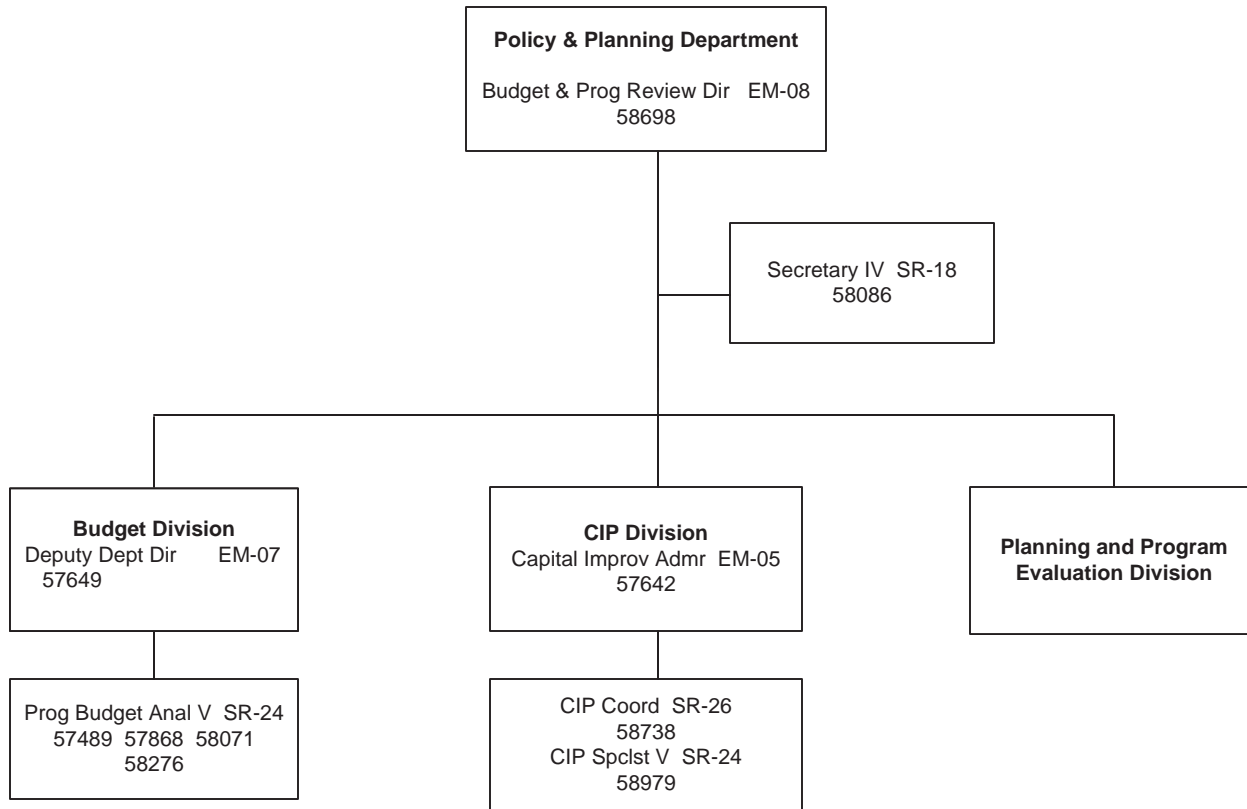 Policy & Planning Department
Budget & Prog Review Dir EM-08
58698
Secretary IV SR-18
58086
Budget Division
Deputy Dept Dir EM-07
57649
CIP Division
Capital Improv Admr EM-05
57642
Planning and Program
Evaluation Division
Prog Budget Anal V SR-24
57489 57868 58071
58276
CIP Coord SR-26
58738
CIP Spclst V SR-24
58979